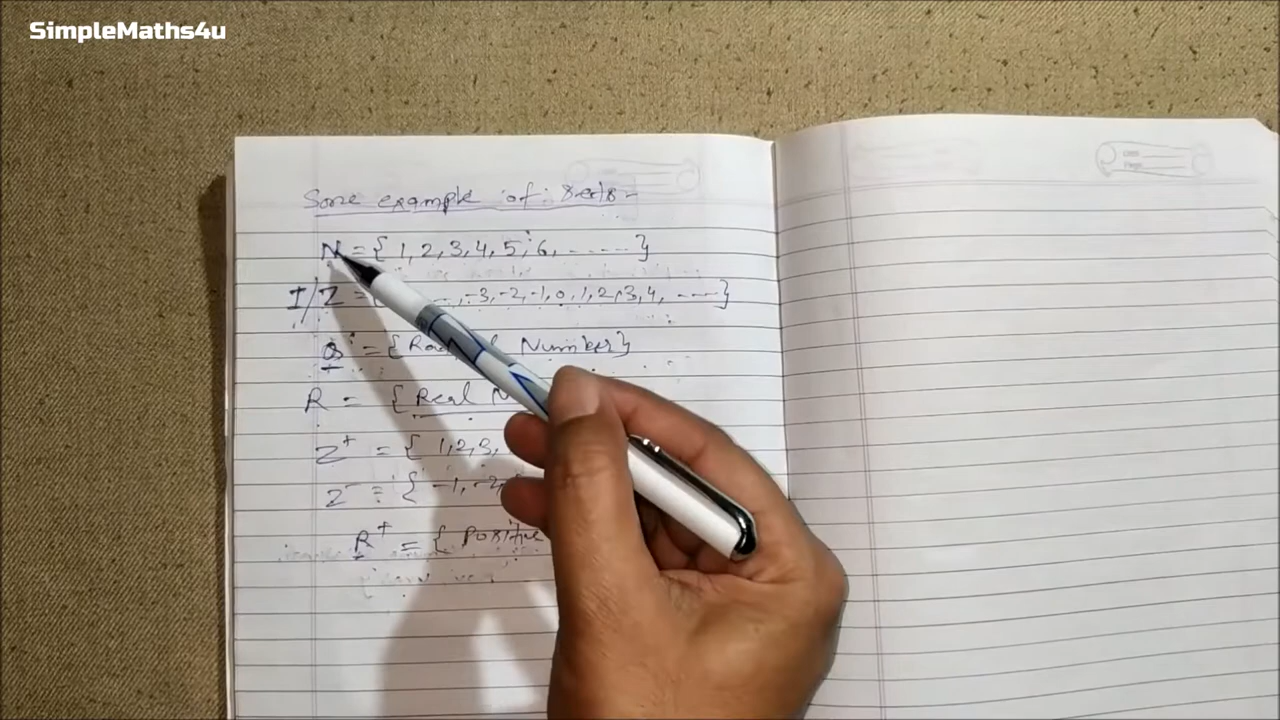 SimpleMaths4u
Some example of Sets-
N = { 1, 2, 3, 4, 5, 6, ...... }
I/Z = { ..., -3, -2, -1, 0, 1, 2, 3, 4, ..... }
= { Number }
R = { Real
Z+ = { 1, 2, 3,
Z- = { -1, -2,
R+ = { Positive